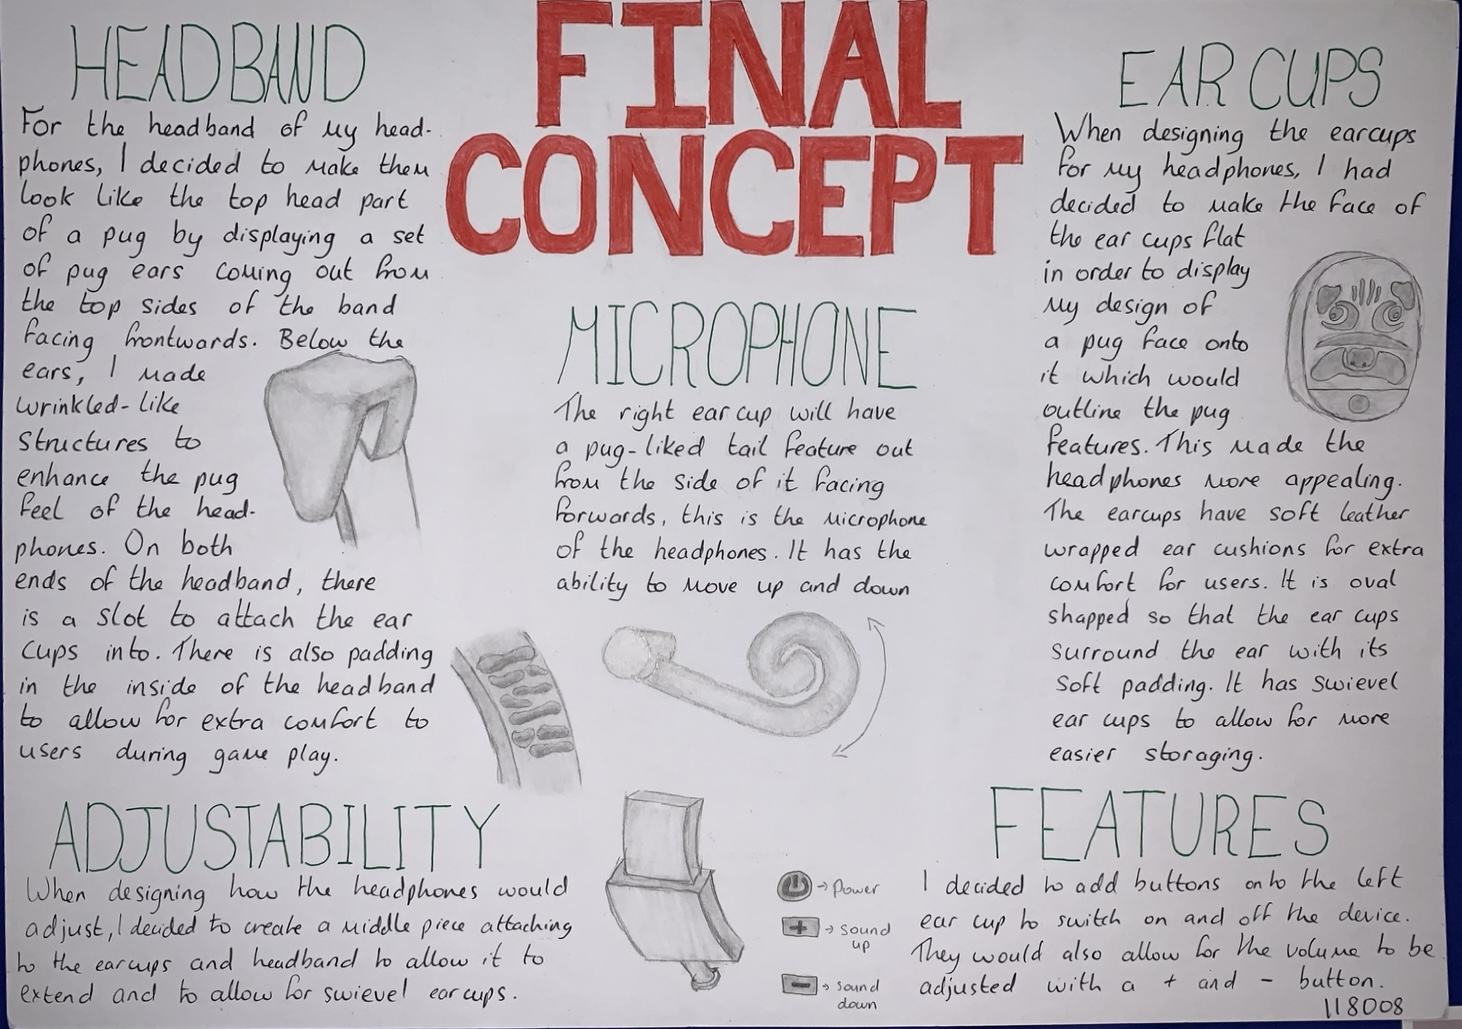 FINAL
CONCEPT
HEADBAND
For the headband of my head-
phones, I decided to make them
look like the top head part
of a pug by displaying a set
of pug ears coming out from
the top sides of the band
facing frontwards. Below the
ears, I made
wrinkled-like
structures to
enhance the pug
feel of the head-
phones. On both
ends of the headband, there
is a slot to attach the ear
cups into. There is also padding
in the inside of the headband
to allow for extra comfort to
users during game play.
MICROPHONE
The right ear cup will have
a pug-liked tail feature out
from the side of it facing
forwards, this is the microphone
of the headphones. It has the
ability to move up and down
EAR CUPS
When designing the earcups
for my headphones, I had
decided to make the face of
the ear cups flat
in order to display
my design of
a pug face onto
it which would
outline the pug
features. This made the
headphones more appealing.
The earcups have soft leather
wrapped ear cushions for extra
comfort for users. It is oval
shaped so that the ear cups
surround the ear with its
soft padding. It has swievel
ear cups to allow for more
easier storaging.
ADJUSTABILITY
When designing how the headphones would
adjust, I decided to create a middle piece attaching
to the earcups and headband to allow it to
extend and to allow for swievel earcups.
→ Power
+ → sound
up
- → sound
down
FEATURES
I decided to add buttons onto the left
ear cup to switch on and off the device.
They would also allow for the volume to be
adjusted with a + and - button.
118008